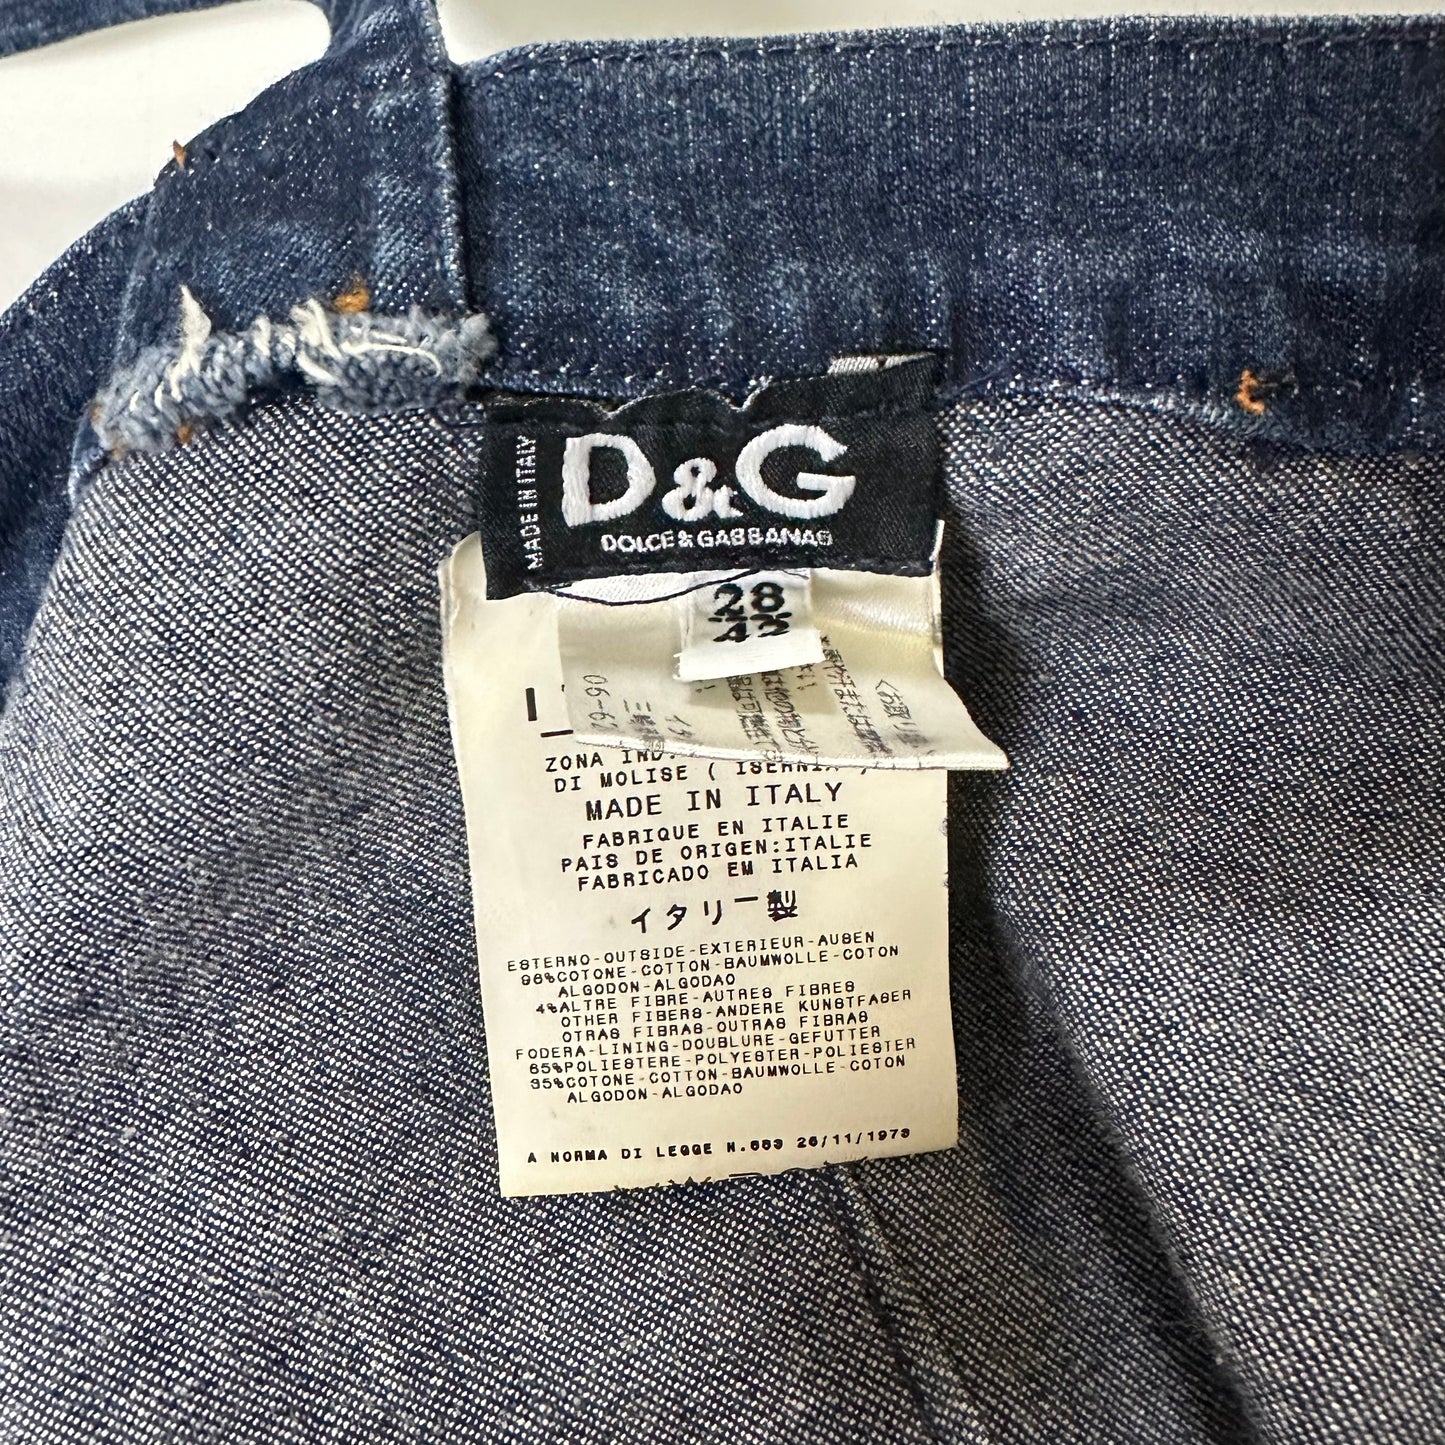 MADE IN ITALY
D&G
DOLCE & GABBANA®
28
42
06-62
ZONA IND.
DI MOLISE ( ISERNIA )
MADE IN ITALY
FABRIQUE EN ITALIE
PAIS DE ORIGEN:ITALIE
FABRICADO EM ITALIA
イタリー製
ESTERNO-OUTSIDE-EXTERIEUR-AUSEN
96%COTONE-COTTON-BAUMWOLLE-COTON
ALGODON-ALGODAO
4%ALTRE FIBRE-AUTRES FIBRES
OTHER FIBERS-ANDERE KUNSTFASER
OTRAS FIBRAS-OUTRAS FIBRAS
FODERA-LINING-DOUBLURE-GEFUTTER
65%POLIESTERE-POLYESTER-POLIESTER
35%COTONE-COTTON-BAUMWOLLE-COTON
ALGODON-ALGODAO
A NORMA DI LEGGE N.883 26/11/1973